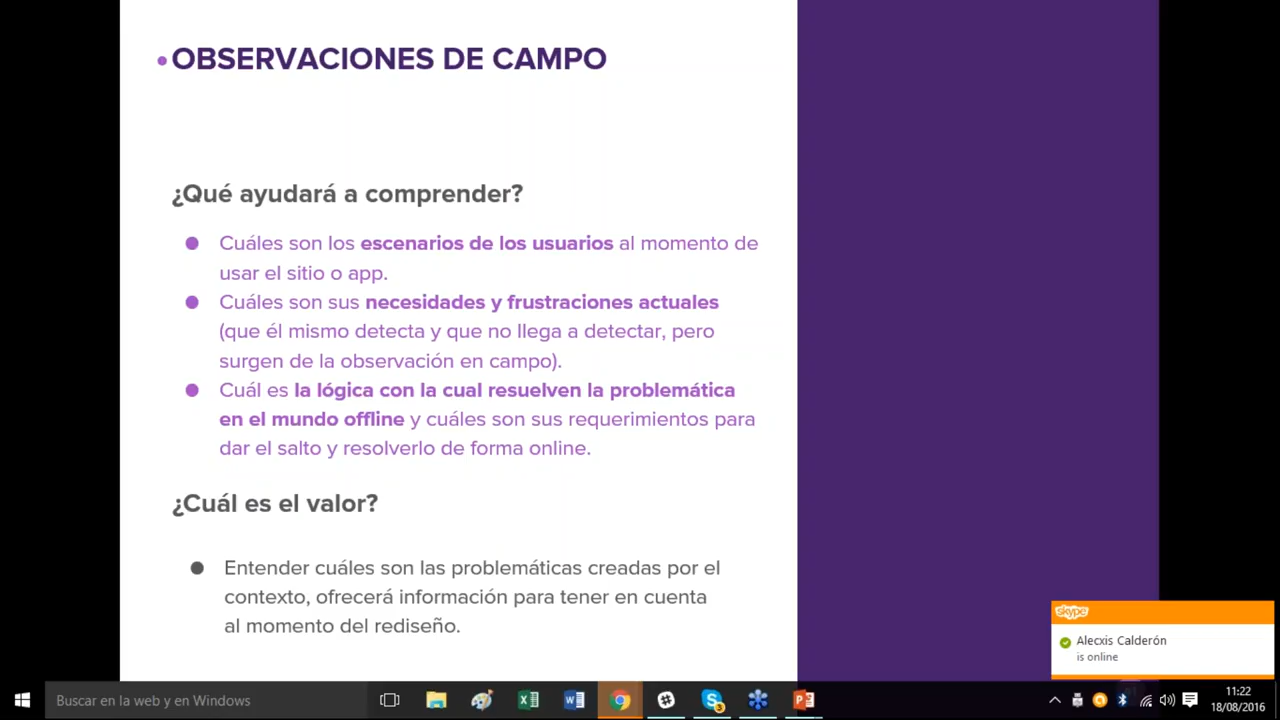 OBSERVACIONES DE CAMPO
¿Qué ayudará a comprender?
Cuáles son los escenarios de los usuarios al momento de
usar el sitio o app.
Cuáles son sus necesidades y frustraciones actuales
(que él mismo detecta y que no llega a detectar, pero
surgen de la observación en campo).
Cuál es la lógica con la cual resuelven la problemática
en el mundo offline y cuáles son sus requerimientos para
dar el salto y resolverlo de forma online.
¿Cuál es el valor?
Entender cuáles son las problemáticas creadas por el
contexto, ofrecerá información para tener en cuenta
al momento del rediseño.
skype
Alecxis Calderón
is online
Buscar en la web y en Windows
3
11:22
18/08/2016